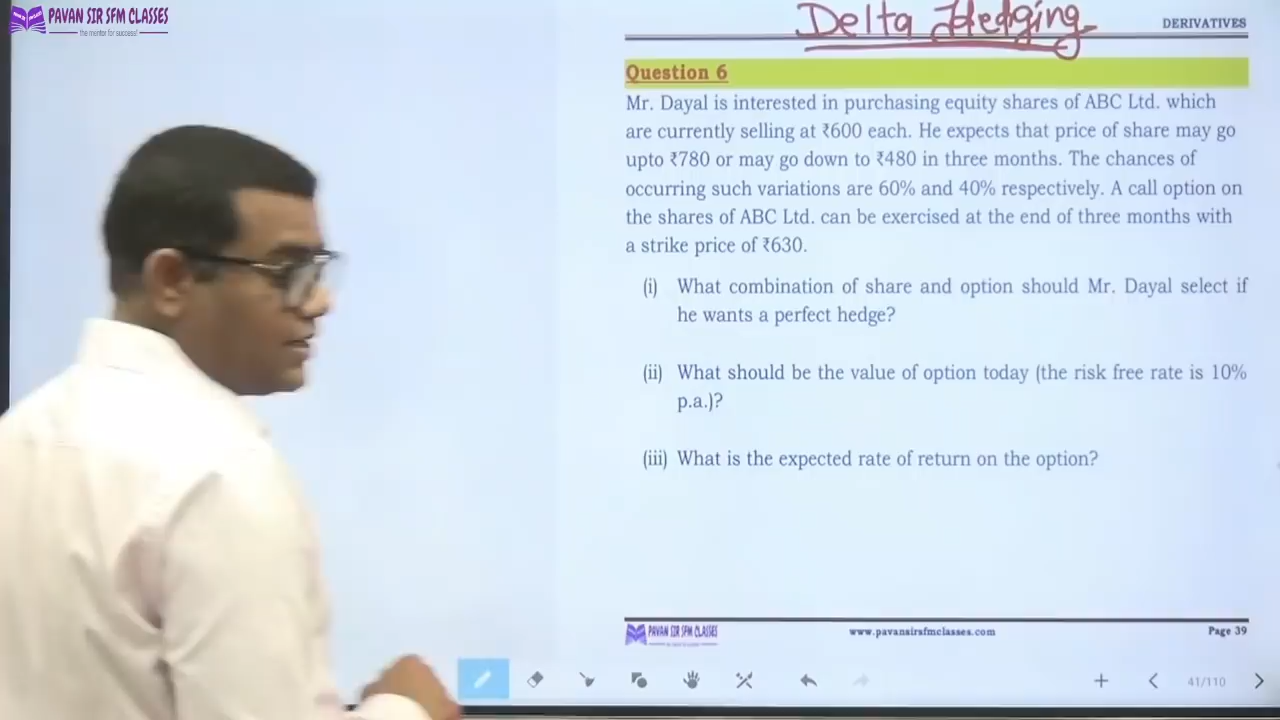 PAVAN SIR SFM CLASSES
the mentor for success!
Delta Hedging
DERIVATIVES
Question 6
Mr. Dayal is interested in purchasing equity shares of ABC Ltd. which
are currently selling at ₹600 each. He expects that price of share may go
upto ₹780 or may go down to ₹480 in three months. The chances of
occurring such variations are 60% and 40% respectively. A call option on
the shares of ABC Ltd. can be exercised at the end of three months with
a strike price of ₹630.
(i) What combination of share and option should Mr. Dayal select if
he wants a perfect hedge?
(ii) What should be the value of option today (the risk free rate is 10%
p.a.)?
(iii) What is the expected rate of return on the option?
PAVAN SIR SFM CLASSES
www.pavansirsfmclasses.com
Page 39
41/110